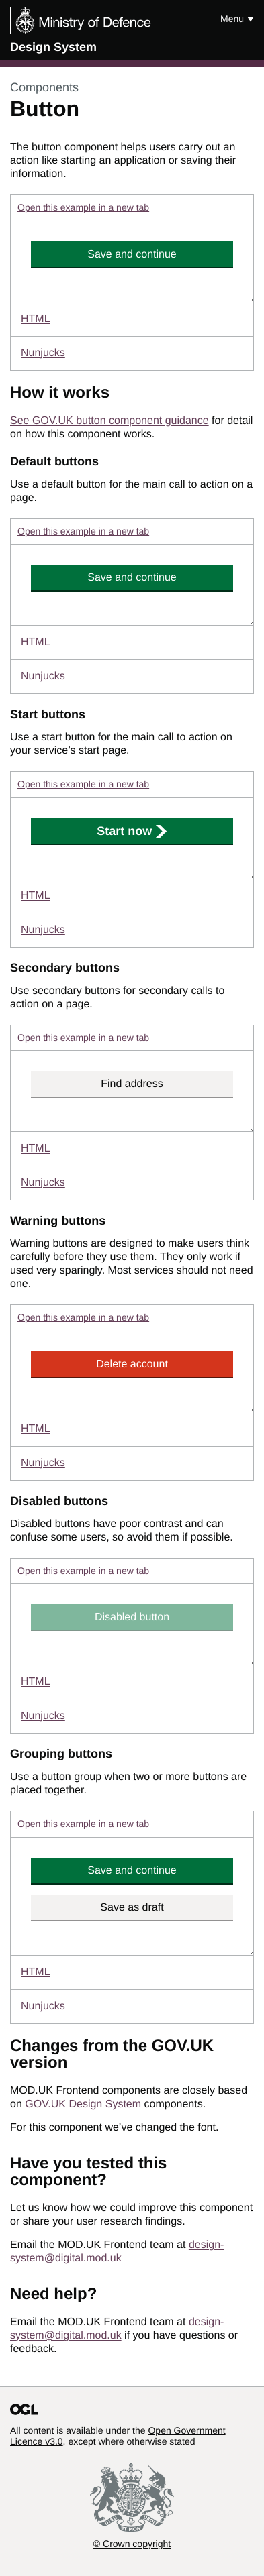 Ministry of Defence
Menu ▼
Design System
Components
Button
The button component helps users carry out an
action like starting an application or saving their
information.
Open this example in a new tab
Save and continue
HTML
Nunjucks
How it works
See GOV.UK button component guidance for detail
on how this component works.
Default buttons
Use a default button for the main call to action on a
page.
Open this example in a new tab
Save and continue
HTML
Nunjucks
Start buttons
Use a start button for the main call to action on
your service’s start page.
Open this example in a new tab
Start now
HTML
Nunjucks
Secondary buttons
Use secondary buttons for secondary calls to
action on a page.
Open this example in a new tab
Find address
HTML
Nunjucks
Warning buttons
Warning buttons are designed to make users think
carefully before they use them. They only work if
used very sparingly. Most services should not need
one.
Open this example in a new tab
Delete account
HTML
Nunjucks
Disabled buttons
Disabled buttons have poor contrast and can
confuse some users, so avoid them if possible.
Open this example in a new tab
Disabled button
HTML
Nunjucks
Grouping buttons
Use a button group when two or more buttons are
placed together.
Open this example in a new tab
Save and continue
Save as draft
HTML
Nunjucks
Changes from the GOV.UK
version
MOD.UK Frontend components are closely based
on GOV.UK Design System components.
For this component we’ve changed the font.
Have you tested this
component?
Let us know how we could improve this component
or share your user research findings.
Email the MOD.UK Frontend team at design-
system@digital.mod.uk
Need help?
Email the MOD.UK Frontend team at design-
system@digital.mod.uk if you have questions or
feedback.
OGL
All content is available under the Open Government
Licence v3.0, except where otherwise stated
© Crown copyright